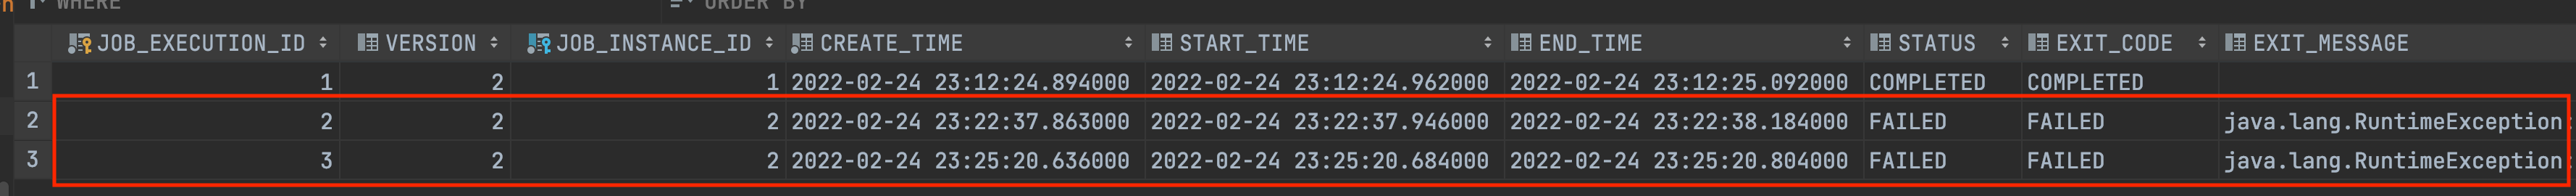 WHERE ORDER BY
JOB_EXECUTION_ID VERSION JOB_INSTANCE_ID CREATE_TIME START_TIME END_TIME STATUS EXIT_CODE EXIT_MESSAGE
1 1 2 1 2022-02-24 23:12:24.894000 2022-02-24 23:12:24.962000 2022-02-24 23:12:25.092000 COMPLETED COMPLETED
2 2 2 2 2022-02-24 23:22:37.863000 2022-02-24 23:22:37.946000 2022-02-24 23:22:38.184000 FAILED FAILED java.lang.RuntimeException:
3 3 2 2 2022-02-24 23:25:20.636000 2022-02-24 23:25:20.684000 2022-02-24 23:25:20.804000 FAILED FAILED java.lang.RuntimeException: